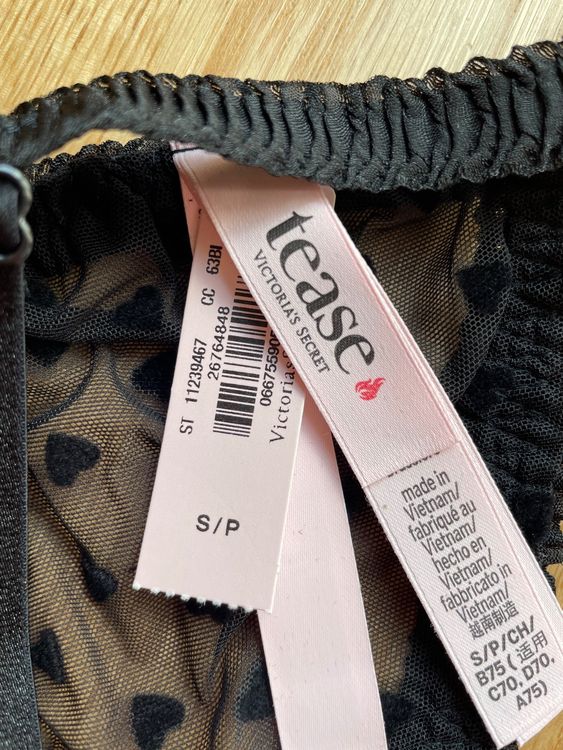 tease
VICTORIA'S SECRET
ST 11239467 CC 63BI
26764848
Victoria's
S/P
made in
Vietnam/
fabriqué au
Vietnam/
hecho en
Vietnam/
fabbricato in
Vietnam/
越南制造
S/P/CH/
B75 (适用
C70, D70,
A75)